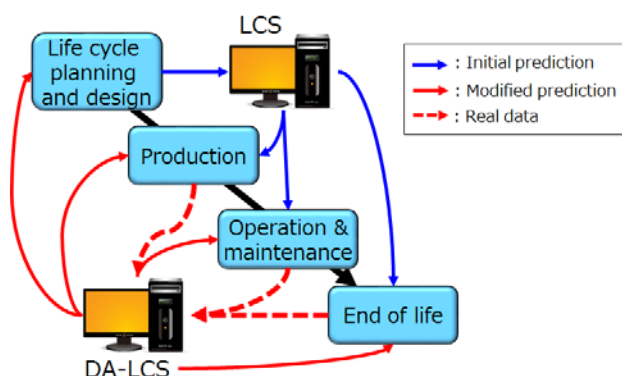 LCS
Life cycle
planning
and design
: Initial prediction
: Modified prediction
: Real data
Production
Operation &
maintenance
End of life
DA-LCS